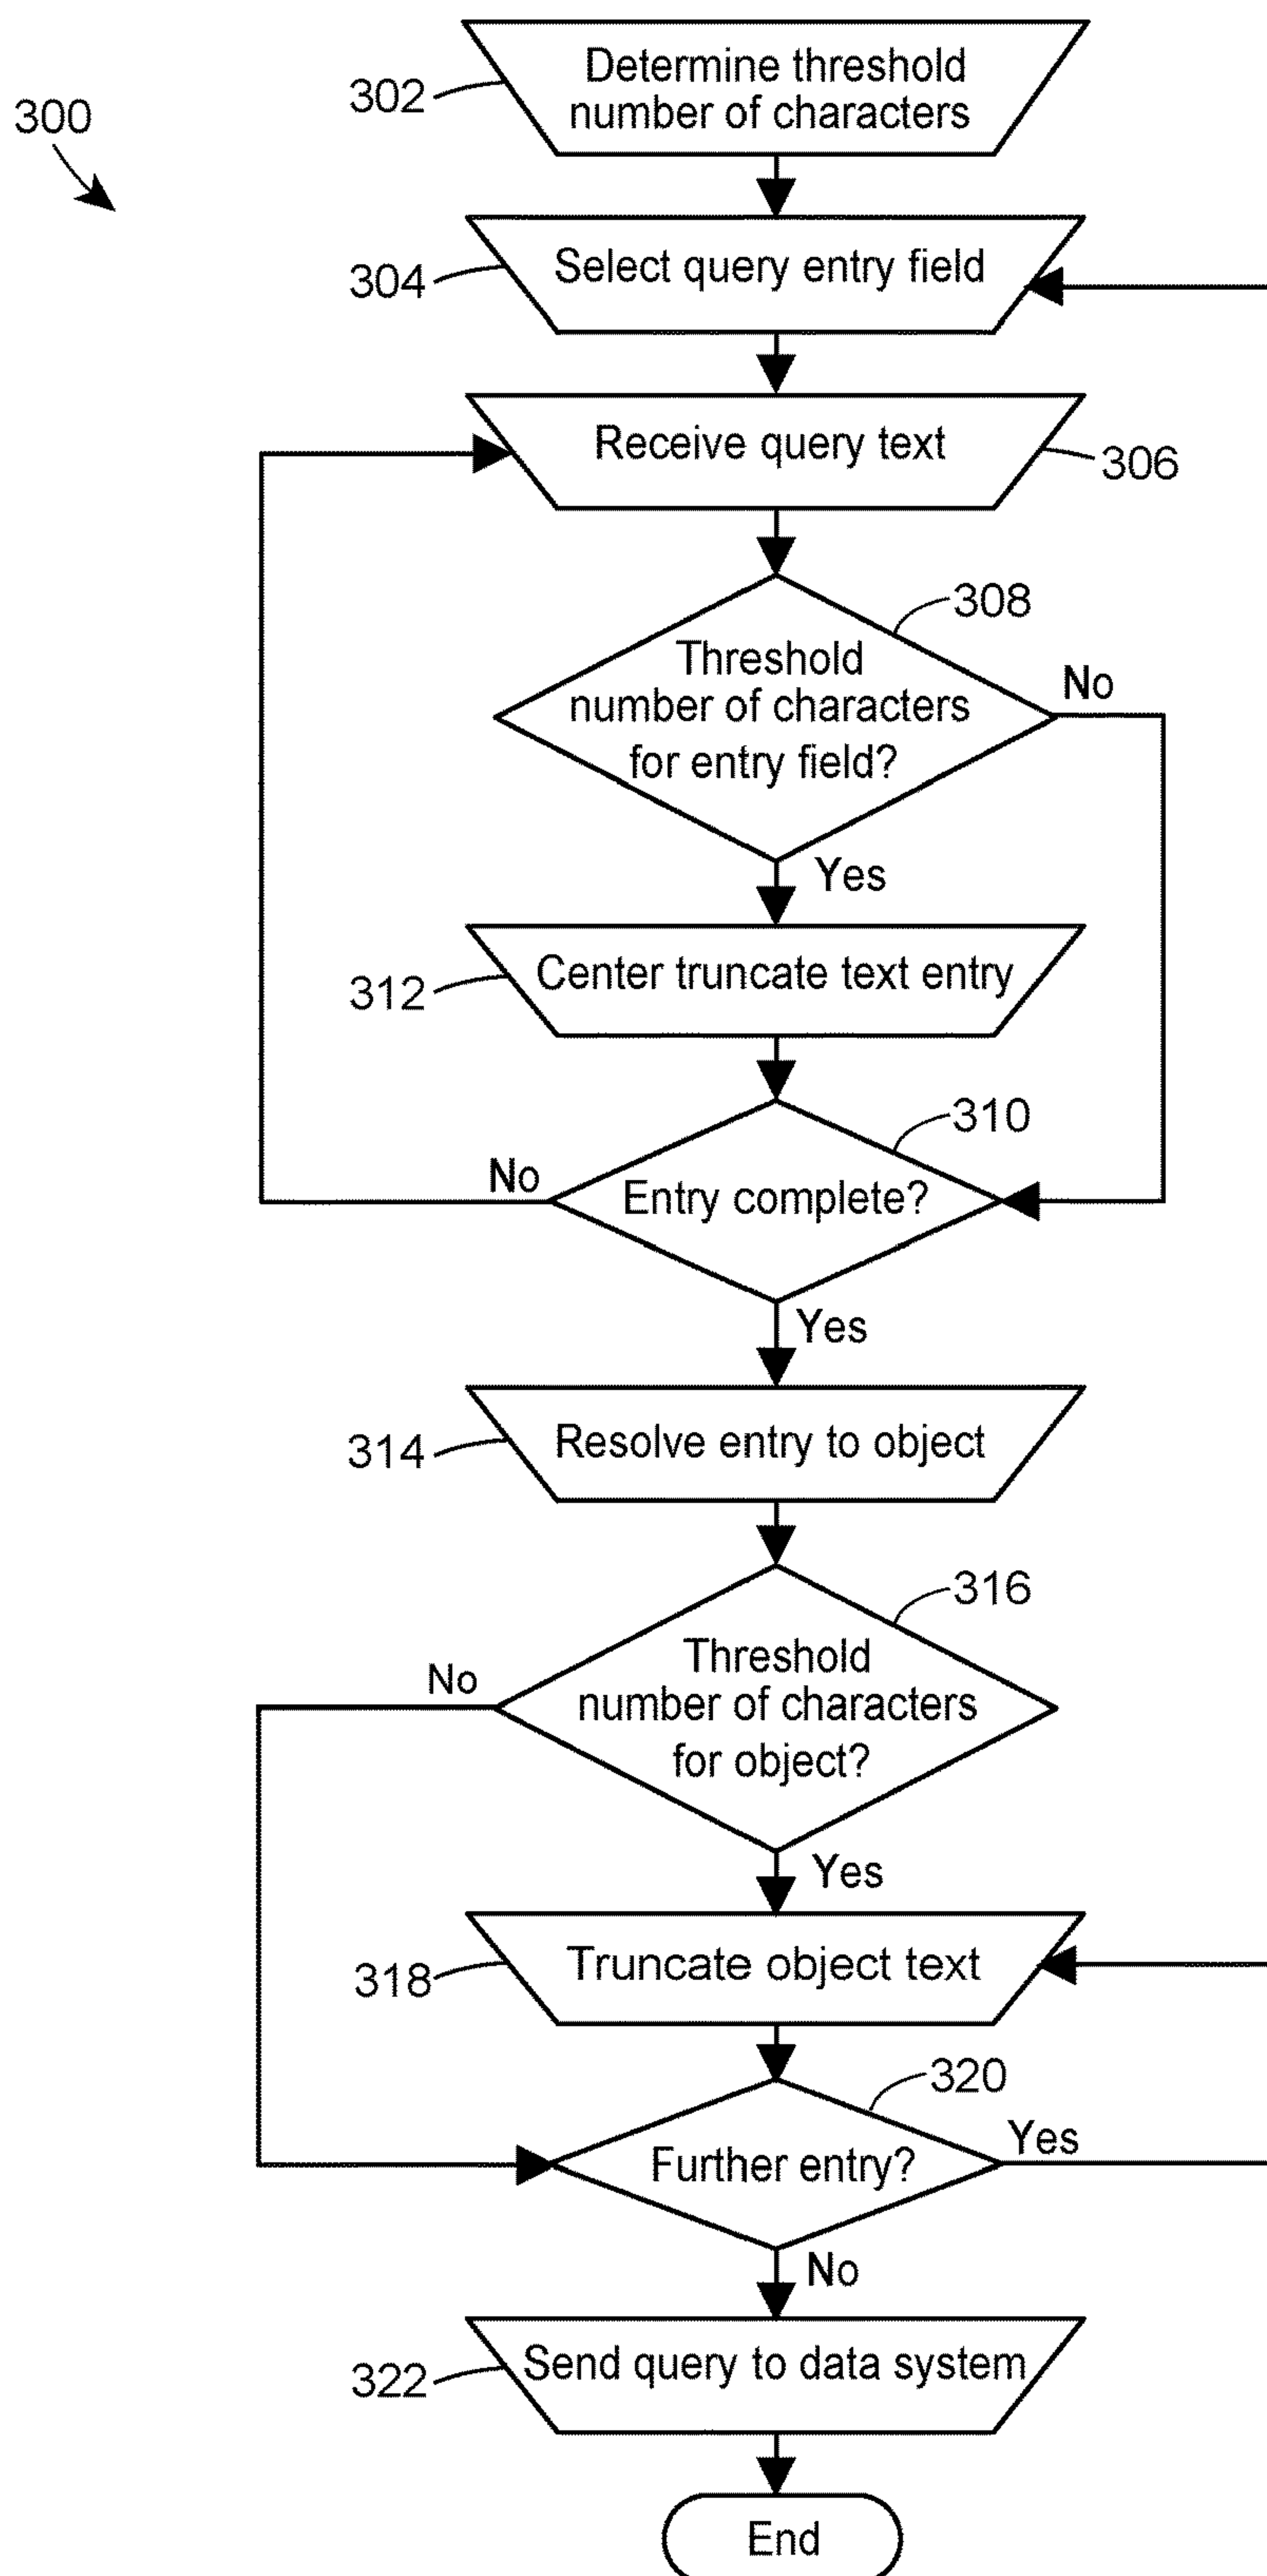 300
302
Determine threshold
number of characters
304
Select query entry field
Receive query text
306
308
Threshold
number of characters
for entry field?
No
Yes
312
Center truncate text entry
310
No
Entry complete?
Yes
314
Resolve entry to object
316
No
Threshold
number of characters
for object?
Yes
318
Truncate object text
320
Further entry?
Yes
No
322
Send query to data system
End